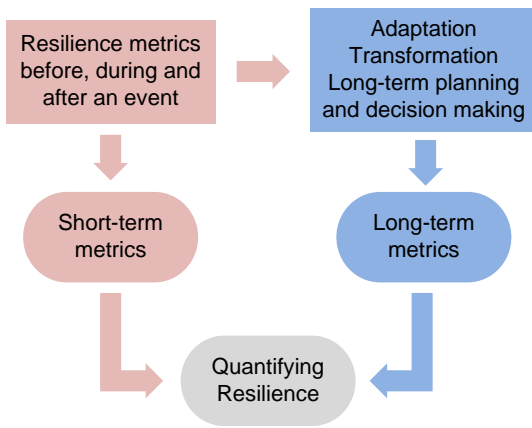 Resilience metrics
before, during and
after an event
Adaptation
Transformation
Long-term planning
and decision making
Short-term
metrics
Long-term
metrics
Quantifying
Resilience